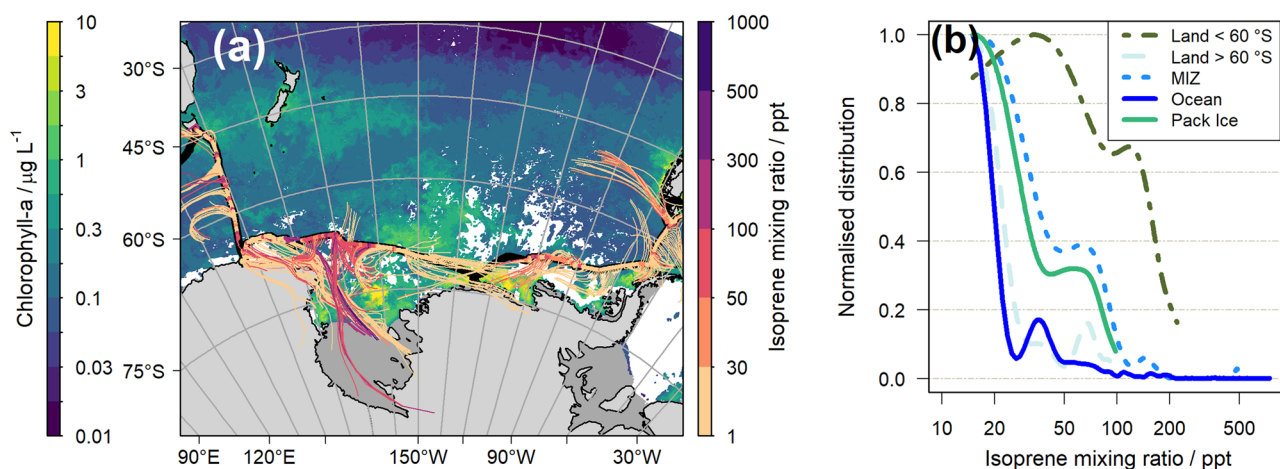 Chlorophyll-a / μg L⁻¹
10
3
1
0.3
0.1
0.03
0.01
(a)
30°S
45°S
60°S
75°S
90°E
120°E
150°W
90°W
30°W
Isoprene mixing ratio / ppt
1000
500
300
100
50
30
1
(b)
Normalised distribution
1.0
0.8
0.6
0.4
0.2
0.0
Land < 60 °S
Land > 60 °S
MIZ
Ocean
Pack Ice
10
20
50
100
200
500
Isoprene mixing ratio / ppt